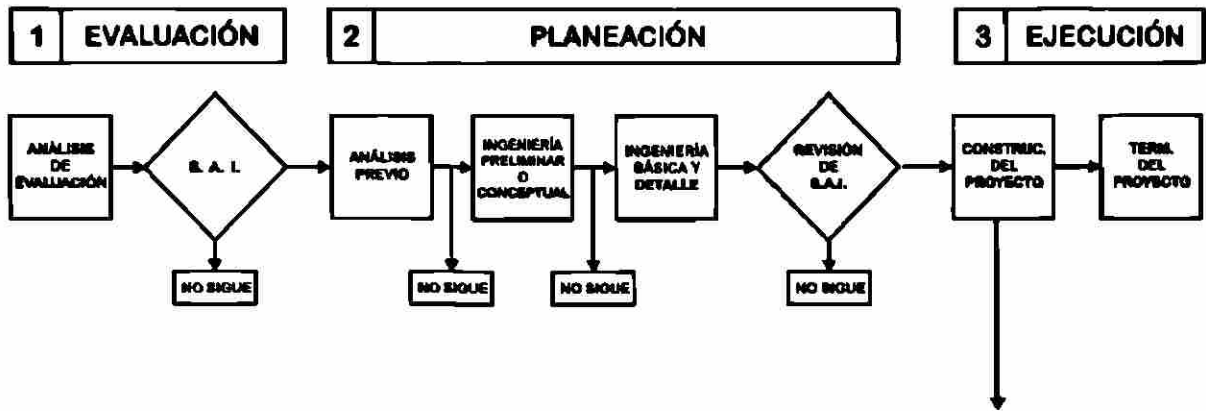 1 EVALUACIÓN
2 PLANEACIÓN
3 EJECUCIÓN
ANÁLISIS
DE
EVALUACIÓN
S. A. I.
ANÁLISIS
PREVIO
INGENIERÍA
PRELIMINAR
O
CONCEPTUAL
INGENIERÍA
BÁSICA Y
DETALLE
REVISIÓN
DE
S.A.I.
CONSTRUC.
DEL
PROYECTO
TERM.
DEL
PROYECTO
NO SIGUE
NO SIGUE
NO SIGUE
NO SIGUE